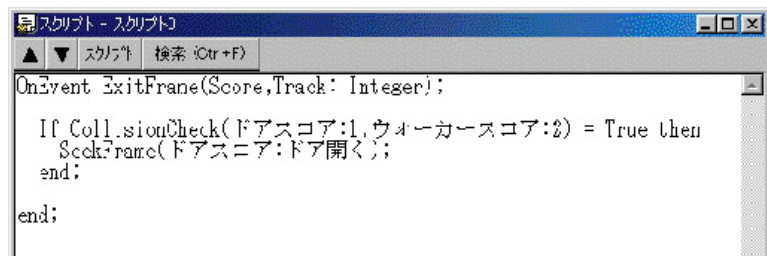 スクリプト - スクリプト0
▲ ▼ スクリプト 検索 (Ctr+F)
OnEvent ExitFrame(Score,Track: Integer);
If CollisionCheck(ドアスコア:1,ウォーカースコア:2) = True then
SeekFrame(ドアスコア:ドア開く);
end;
end;